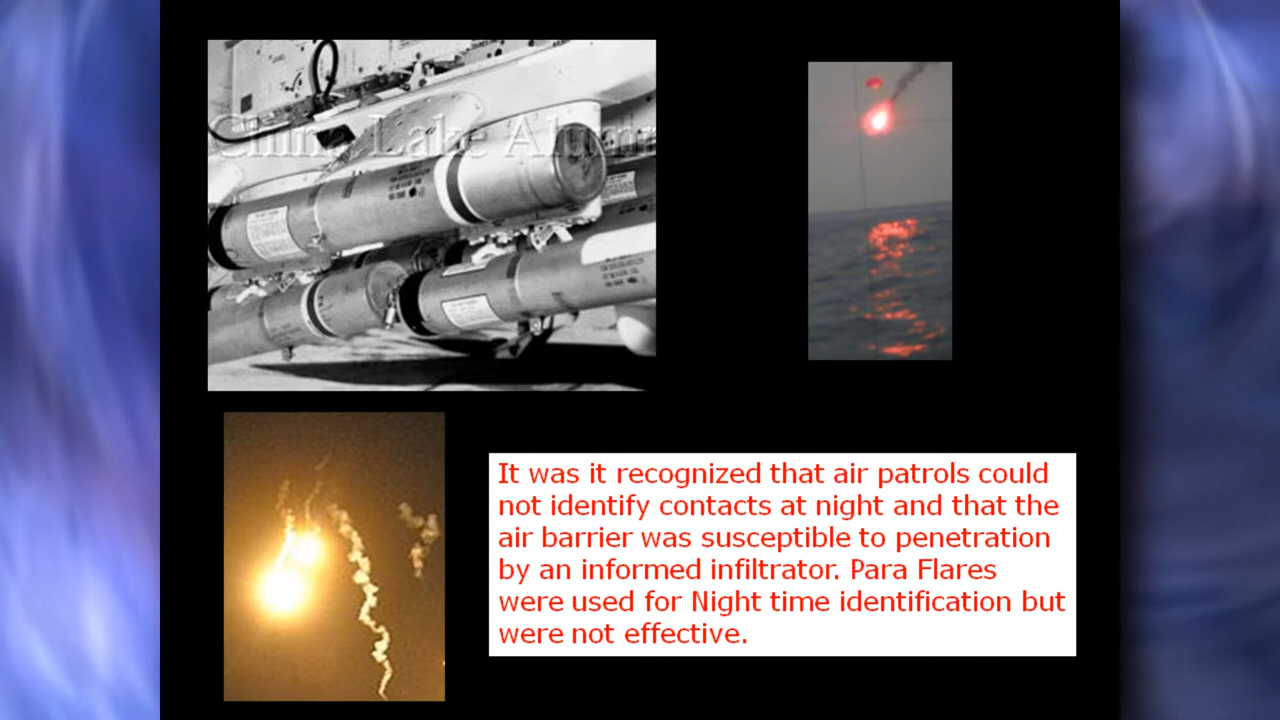 China Lake Alumni
It was it recognized that air patrols could
not identify contacts at night and that the
air barrier was susceptible to penetration
by an informed infiltrator. Para Flares
were used for Night time identification but
were not effective.